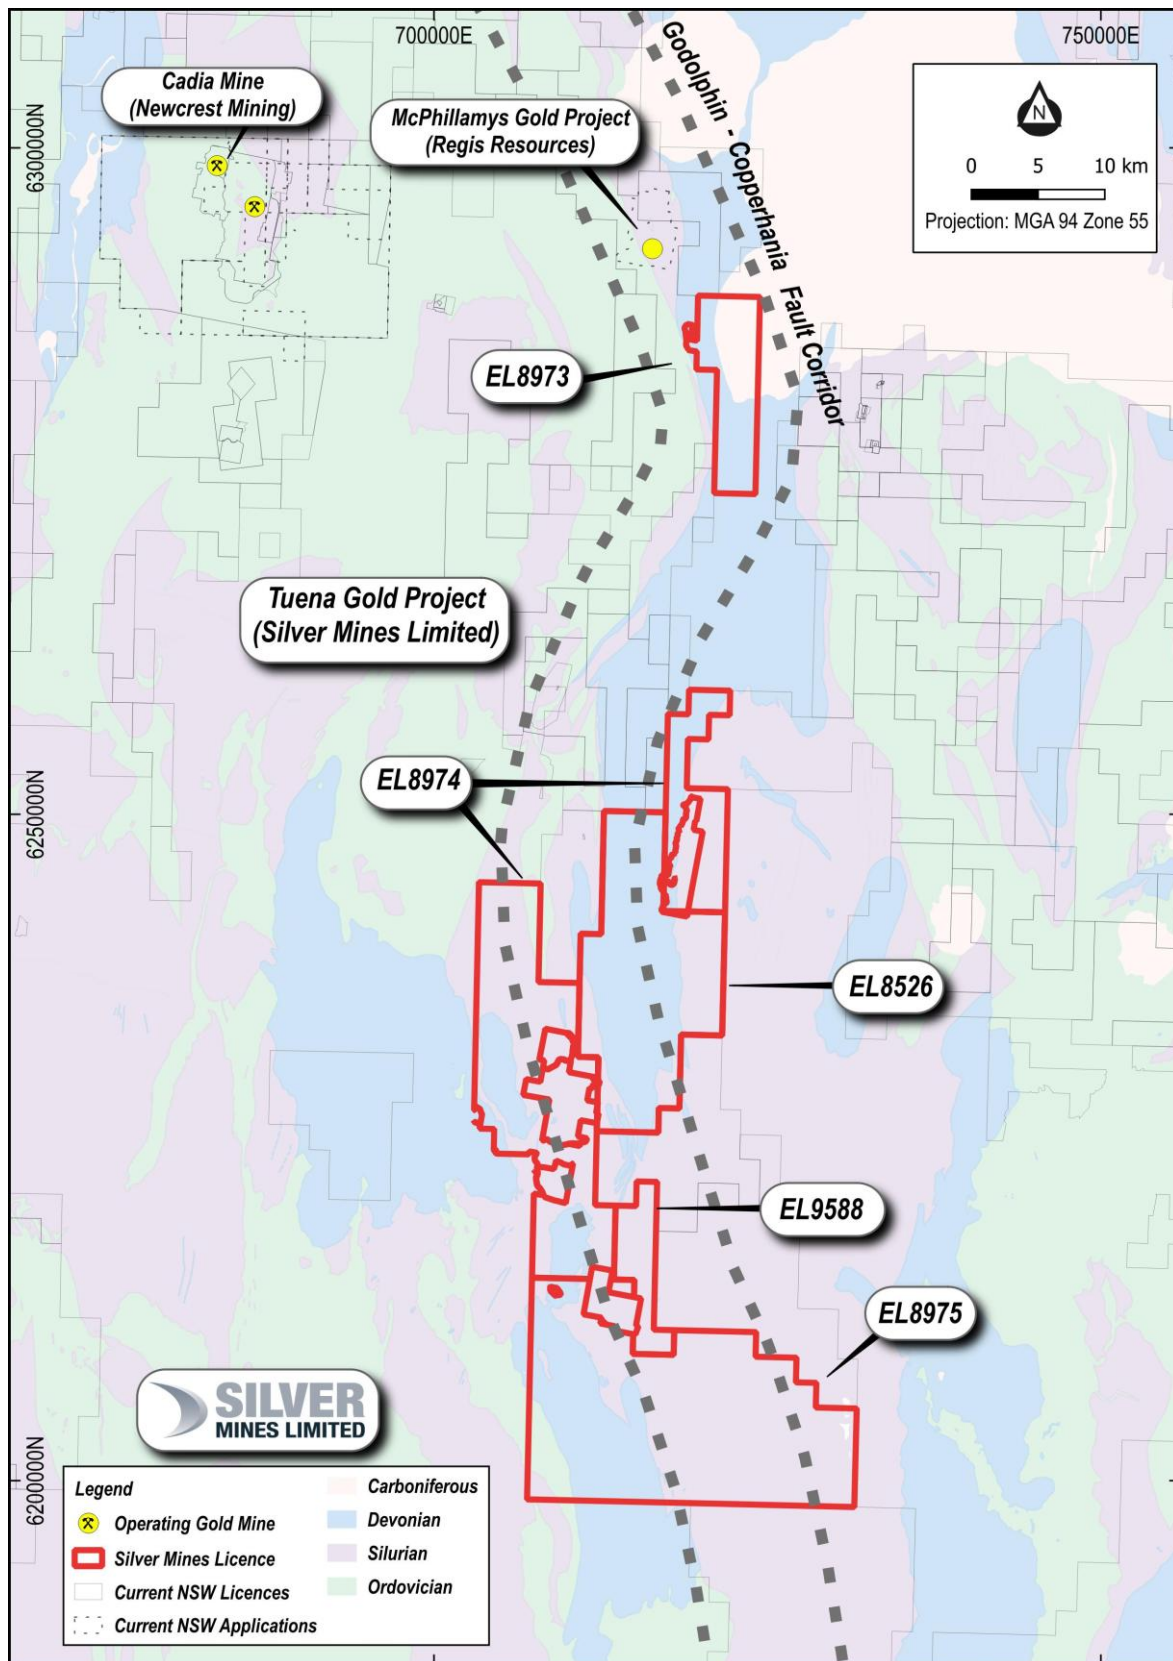 700000E
750000E
Cadia Mine
(Newcrest Mining)
McPhillamys Gold Project
(Regis Resources)
Godolphin - Copperhania Fault Corridor
N
0 5 10 km
Projection: MGA 94 Zone 55
6300000N
EL8973
Tuena Gold Project
(Silver Mines Limited)
EL8974
6250000N
EL8526
EL9588
EL8975
SILVER
MINES LIMITED
6200000N
Legend
Operating Gold Mine
Silver Mines Licence
Current NSW Licences
Current NSW Applications
Carboniferous
Devonian
Silurian
Ordovician